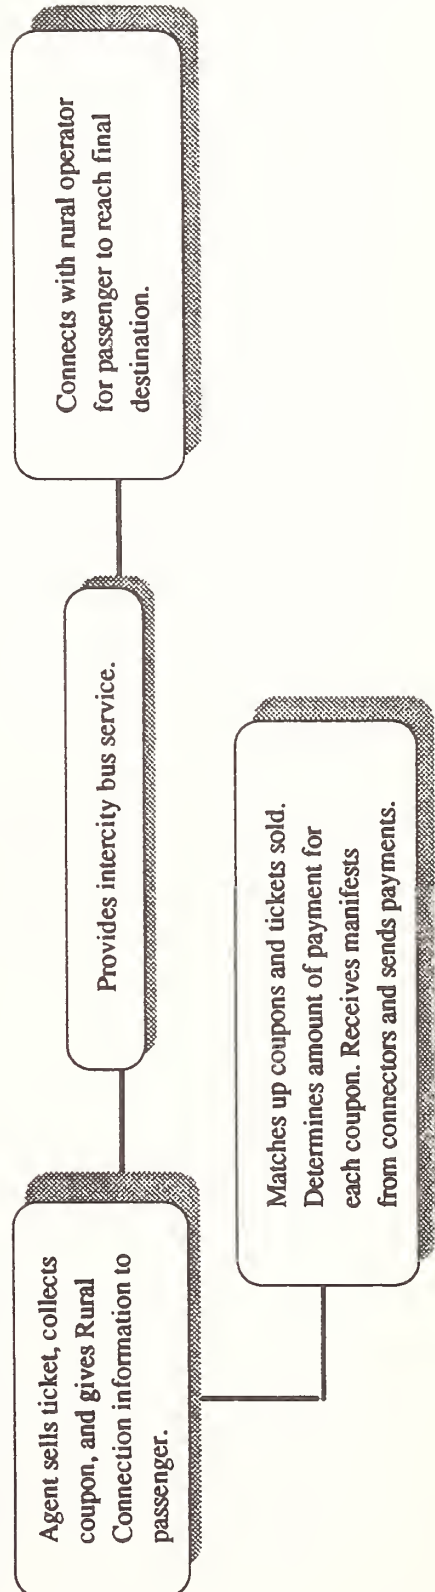 Agent sells ticket, collects
coupon, and gives Rural
Connection information to
passenger.
Provides intercity bus service.
Connects with rural operator
for passenger to reach final
destination.
Matches up coupons and tickets sold.
Determines amount of payment for
each coupon. Receives manifests
from connectors and sends payments.